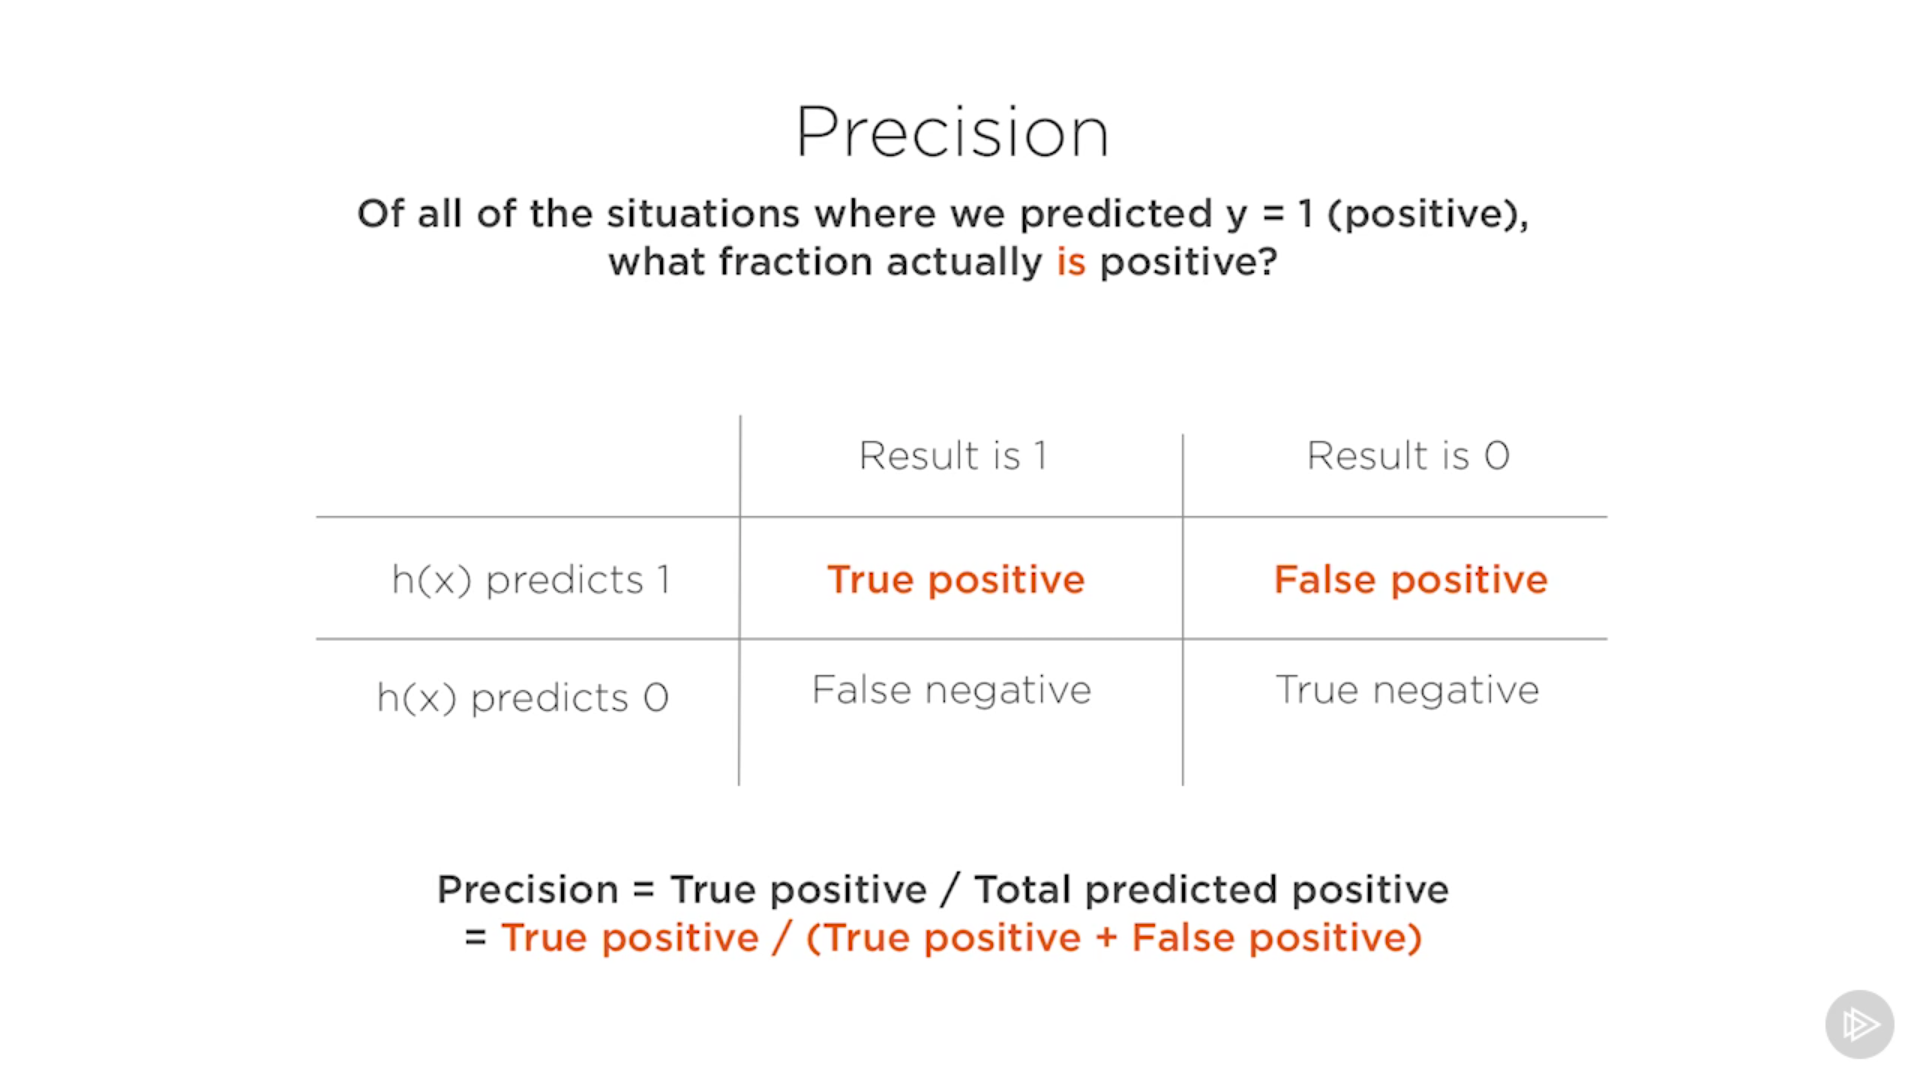 Precision
Of all of the situations where we predicted y = 1 (positive),
what fraction actually is positive?
Result is 1 Result is 0
h(x) predicts 1 True positive False positive
h(x) predicts 0 False negative True negative
Precision = True positive / Total predicted positive
= True positive / (True positive + False positive)